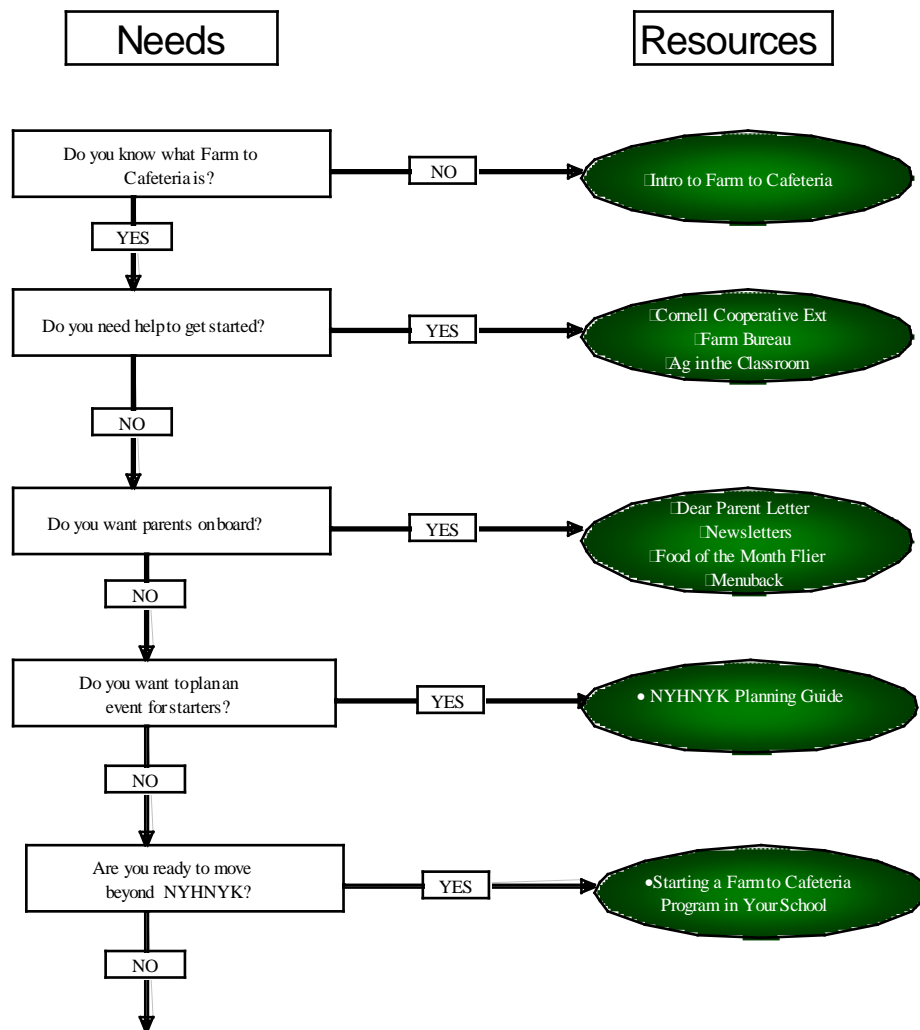 Needs
Resources
Do you know what Farm to
Cafeteria is?
NO
Intro to Farm to Cafeteria
YES
Do you need help to get started?
YES
Cornell Cooperative Ext
Farm Bureau
Ag in the Classroom
NO
Do you want parents on board?
YES
Dear Parent Letter
Newsletters
Food of the Month Flier
Menuback
NO
Do you want to plan an
event for starters?
YES
• NYHNYK Planning Guide
NO
Are you ready to move
beyond NYHNYK?
YES
•Starting a Farm to Cafeteria
Program in Your School
NO